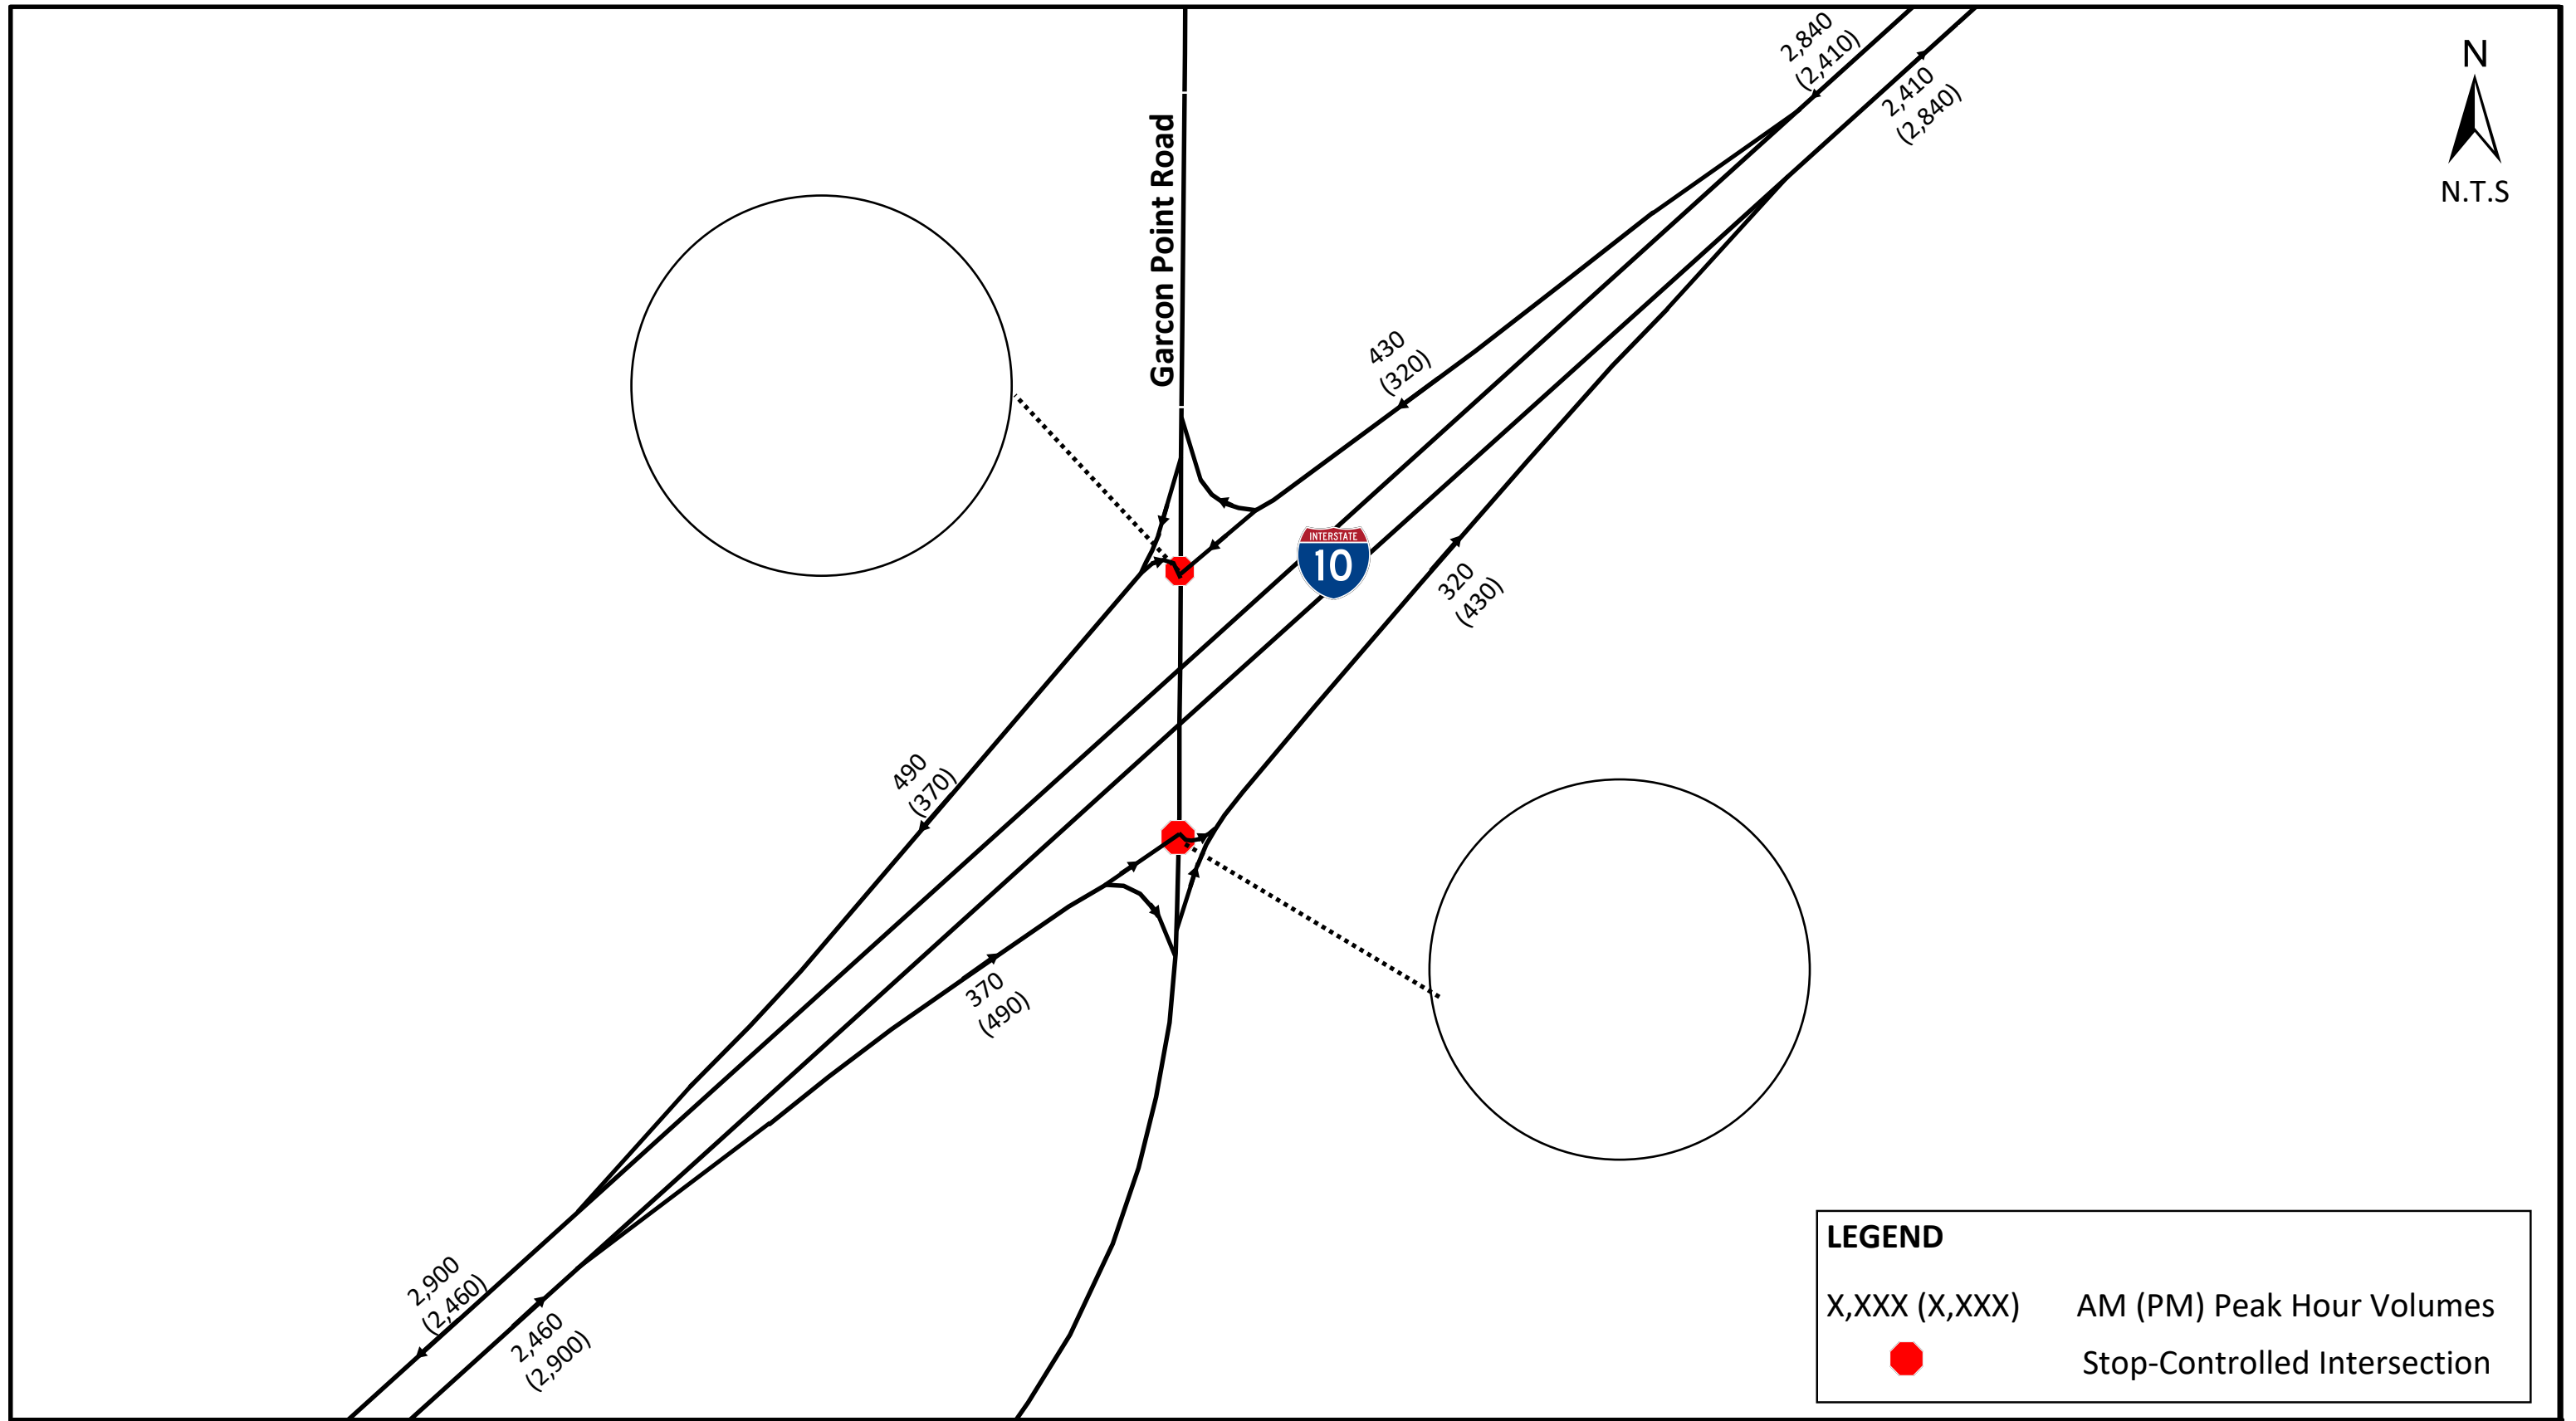 2,840
(2,410)
2,410
(2,840)
N
N.T.S
Garcon Point Road
430
(320)
INTERSTATE
10
320
(430)
490
(370)
370
(490)
2,900
(2,460)
2,460
(2,900)
LEGEND
X,XXX (X,XXX) AM (PM) Peak Hour Volumes
Stop-Controlled Intersection